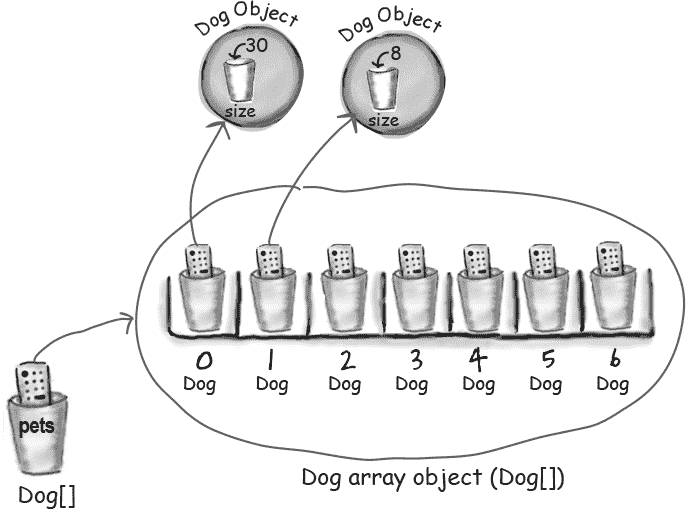 Dog Object
Dog Object
30
8
size
size
0 1 2 3 4 5 6
Dog Dog Dog Dog Dog Dog Dog
pets
Dog[]
Dog array object (Dog[])